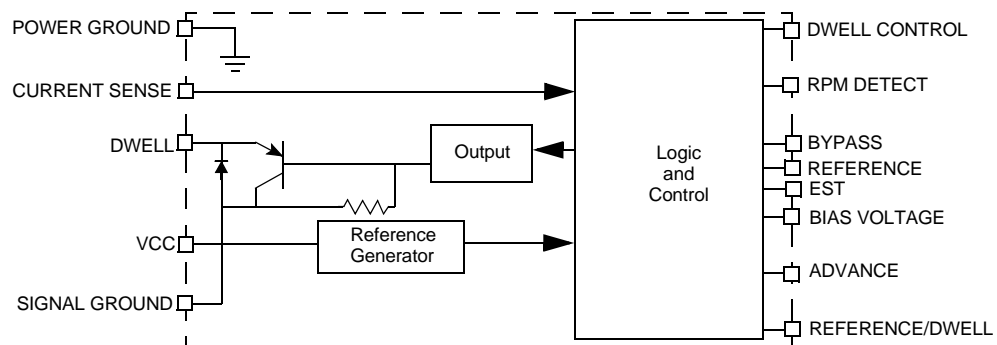 POWER GROUND
CURRENT SENSE
DWELL
VCC
SIGNAL GROUND
Output
Reference
Generator
Logic
and
Control
DWELL CONTROL
RPM DETECT
BYPASS
REFERENCE
EST
BIAS VOLTAGE
ADVANCE
REFERENCE/DWELL